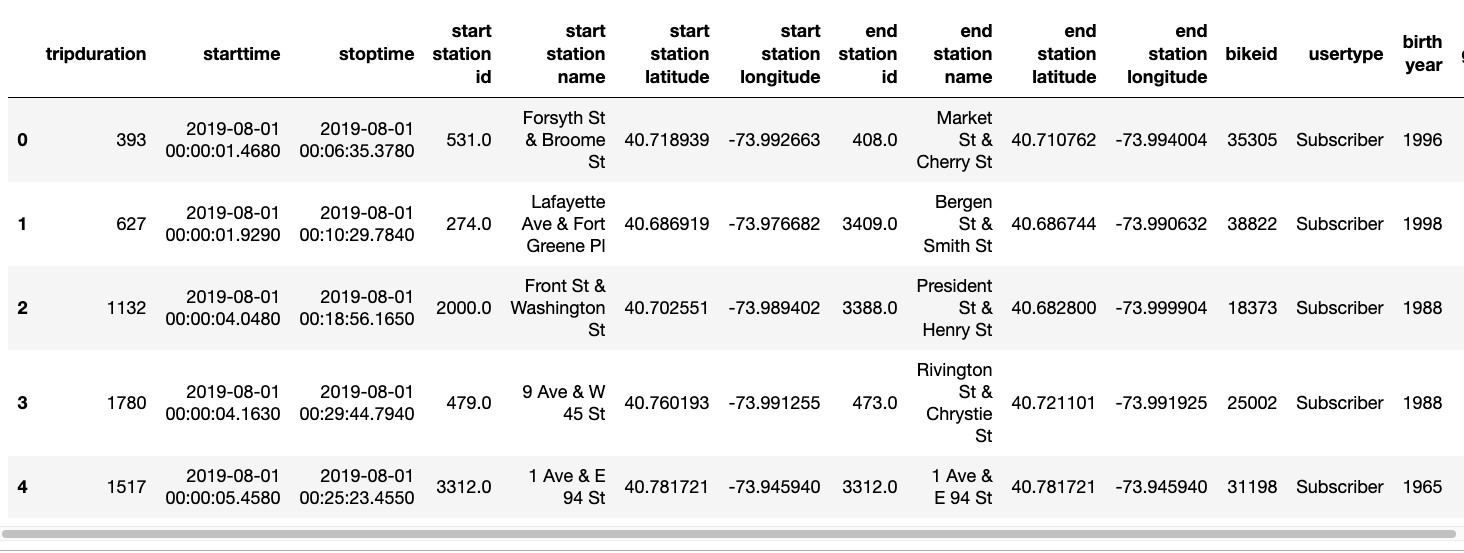 tripduration starttime stoptime start station id start station name start station latitude start station longitude end station id end station name end station latitude end station longitude bikeid usertype birth year
0 393 2019-08-01 00:00:01.4680 2019-08-01 00:06:35.3780 531.0 Forsyth St & Broome St 40.718939 -73.992663 408.0 Market St & Cherry St 40.710762 -73.994004 35305 Subscriber 1996
1 627 2019-08-01 00:00:01.9290 2019-08-01 00:10:29.7840 274.0 Lafayette Ave & Fort Greene Pl 40.686919 -73.976682 3409.0 Bergen St & Smith St 40.686744 -73.990632 38822 Subscriber 1998
2 1132 2019-08-01 00:00:04.0480 2019-08-01 00:18:56.1650 2000.0 Front St & Washington St 40.702551 -73.989402 3388.0 President St & Henry St 40.682800 -73.999904 18373 Subscriber 1988
3 1780 2019-08-01 00:00:04.1630 2019-08-01 00:29:44.7940 479.0 9 Ave & W 45 St 40.760193 -73.991255 473.0 Rivington St & Chrystie St 40.721101 -73.991925 25002 Subscriber 1988
4 1517 2019-08-01 00:00:05.4580 2019-08-01 00:25:23.4550 3312.0 1 Ave & E 94 St 40.781721 -73.945940 3312.0 1 Ave & E 94 St 40.781721 -73.945940 31198 Subscriber 1965